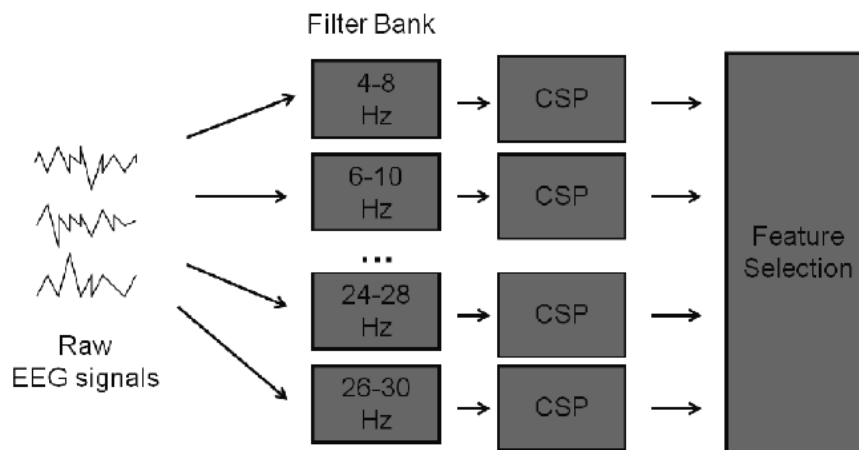 Filter Bank
4-8
Hz
CSP
6-10
Hz
CSP
...
24-28
Hz
CSP
26-30
Hz
CSP
Feature
Selection
Raw
EEG signals